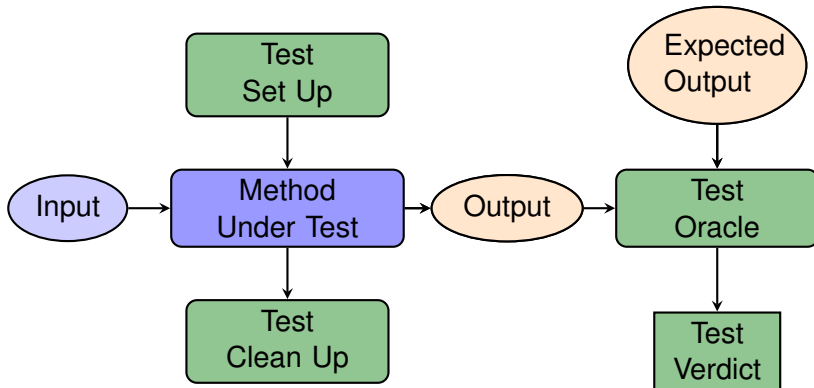 Test
Set Up
Expected
Output
Input
Method
Under Test
Output
Test
Oracle
Test
Clean Up
Test
Verdict